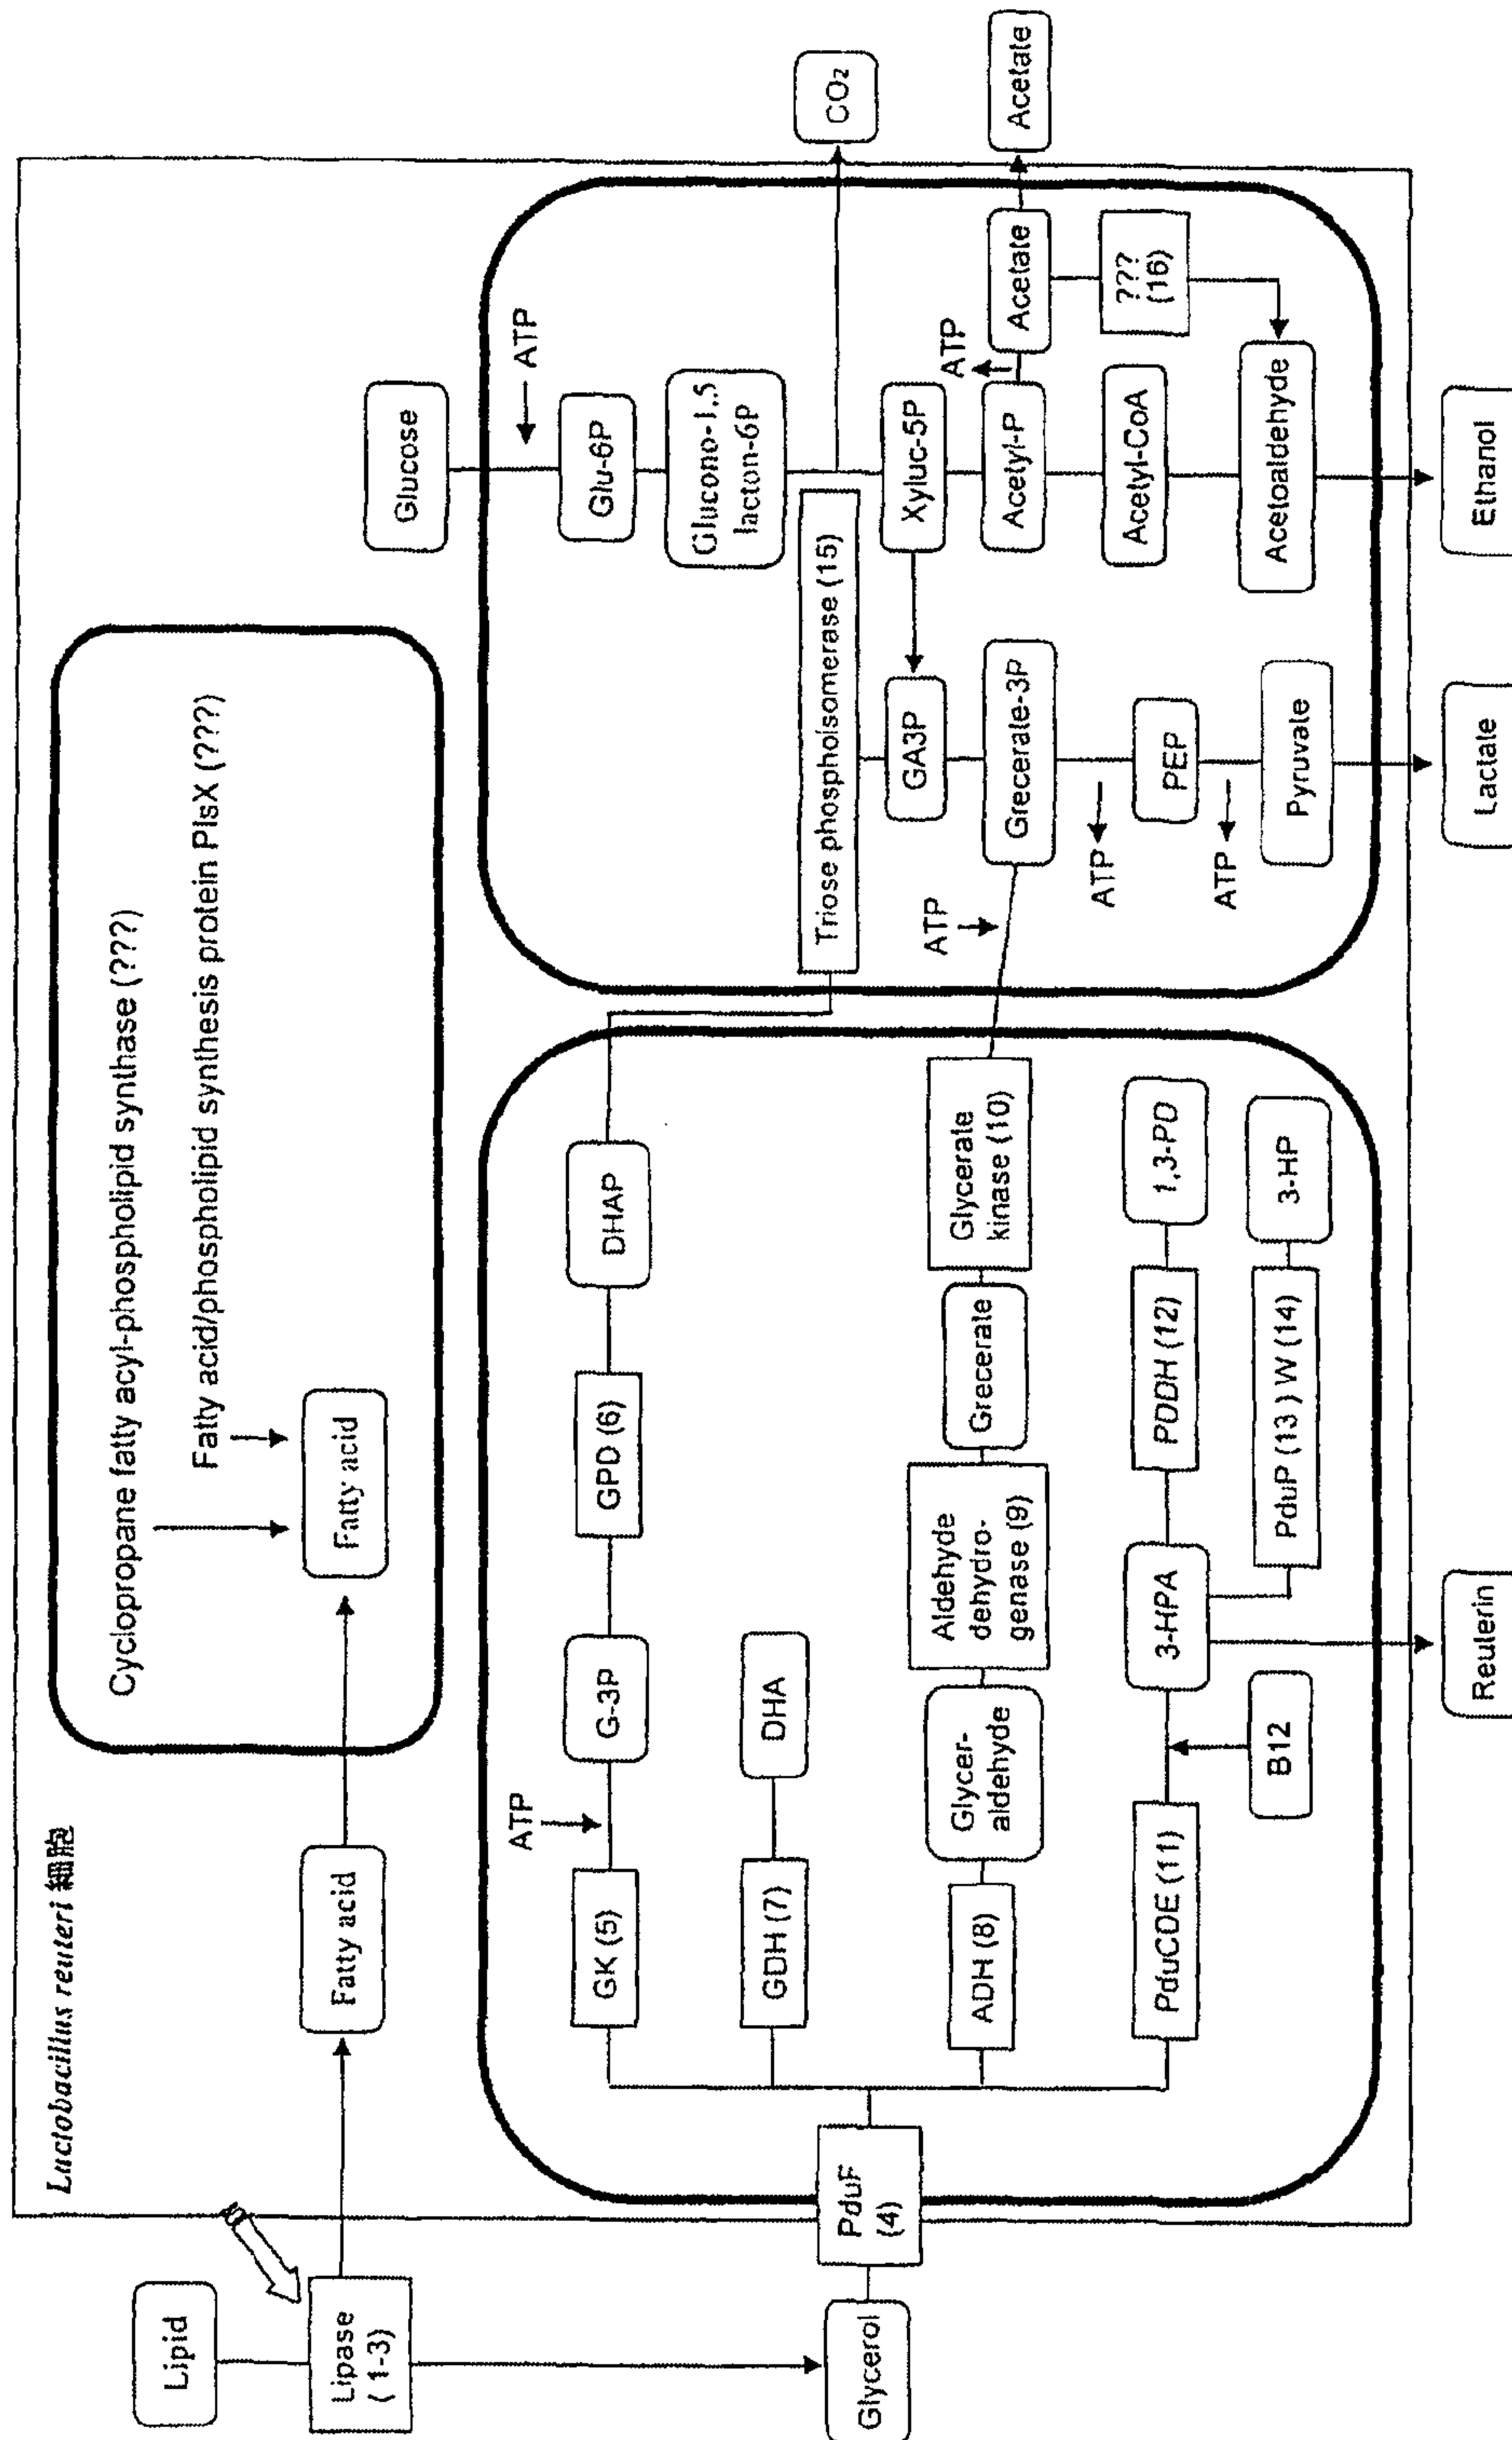 Lactobacillus reuteri 細胞
Lipid
Lipase
( 1-3)
Fatty acid
Fatty acid
Cyclopropane fatty acyl-phospholipid synthase (???)
Fatty acid/phospholipid synthesis protein PlsX (???)
Glycerol
PduF
(4)
GK (5)
ATP
G-3P
GPD (6)
DHAP
GDH (7)
DHA
ADH (8)
Glycer-
aldehyde
Aldehyde
dehydro-
genase (9)
Grecerate
Glycerate
kinase (10)
PduCDE (11)
B12
3-HPA
PDDH (12)
1,3-PD
PduP (13 ) W (14)
3-HP
Reulerin
Glucose
ATP
Glu-6P
Glucono-1,5
lacton-6P
CO2
Triose phosphoisomerase (15)
GA3P
Xyluc-5P
ATP
Grecerate-3P
Acetyl-P
ATP
Acetate
Acetate
ATP
PEP
Acetyl-CoA
???
(16)
ATP
Pyruvate
Acetoaldehyde
Lactate
Ethanol